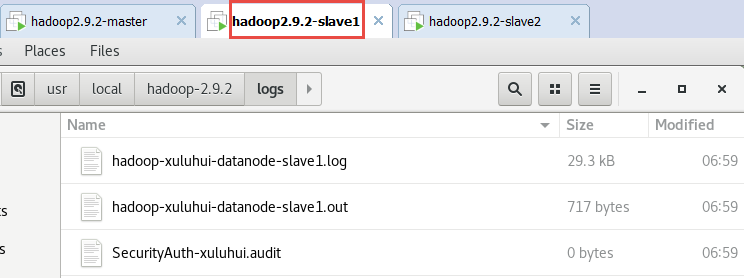 hadoop2.9.2-master hadoop2.9.2-slave1 hadoop2.9.2-slave2
Places Files
usr local hadoop-2.9.2 logs
Name Size Modified
hadoop-xuluhui-datanode-slave1.log 29.3 kB 06:59
hadoop-xuluhui-datanode-slave1.out 717 bytes 06:59
ts
SecurityAuth-xuluhui.audit 0 bytes 06:59
s